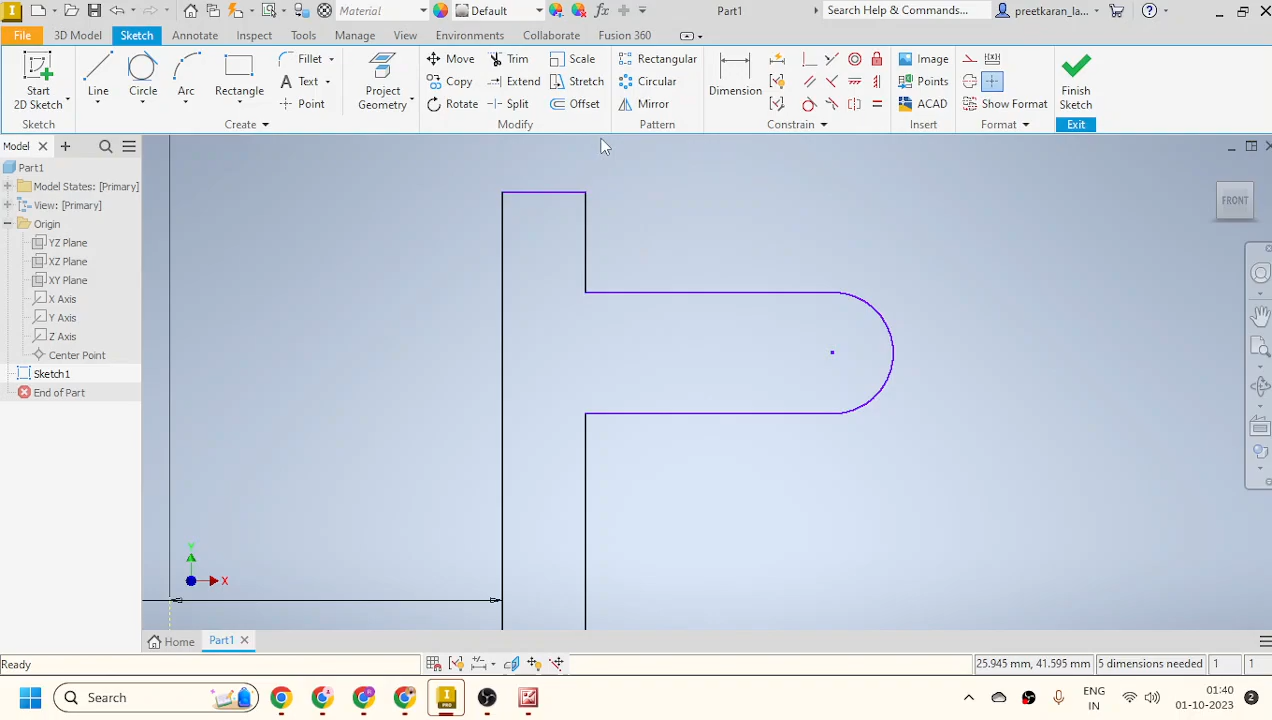 Material
Default
fx
Part1
Search Help & Commands...
preetkaran_la...
File
3D Model
Sketch
Annotate
Inspect
Tools
Manage
View
Environments
Collaborate
Fusion 360
Start
2D Sketch
Line
Circle
Arc
Rectangle
Fillet
Text
Point
Project
Geometry
Move
Trim
Scale
Copy
Extend
Stretch
Rotate
Split
Offset
Rectangular
Circular
Mirror
Dimension
Image
Points
ACAD
Show Format
Finish
Sketch
Sketch
Create
Modify
Pattern
Constrain
Insert
Format
Exit
Model
Part1
Model States: [Primary]
View: [Primary]
Origin
YZ Plane
XZ Plane
XY Plane
X Axis
Y Axis
Z Axis
Center Point
Sketch1
End of Part
FRONT
Y
X
Home
Part1
Ready
25.945 mm, 41.595 mm
5 dimensions needed
1
1
Search
PRO
ENG
IN
01:40
01-10-2023
2